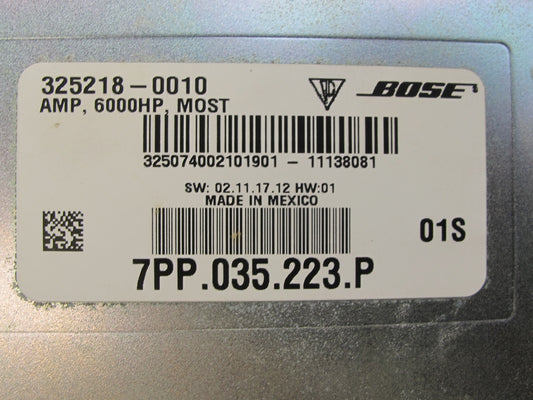 325218-0010
BOSE
AMP, 6000HP, MOST
325074002101901 - 11138081
SW: 02.11.17.12 HW:01
MADE IN MEXICO
01S
7PP.035.223.P